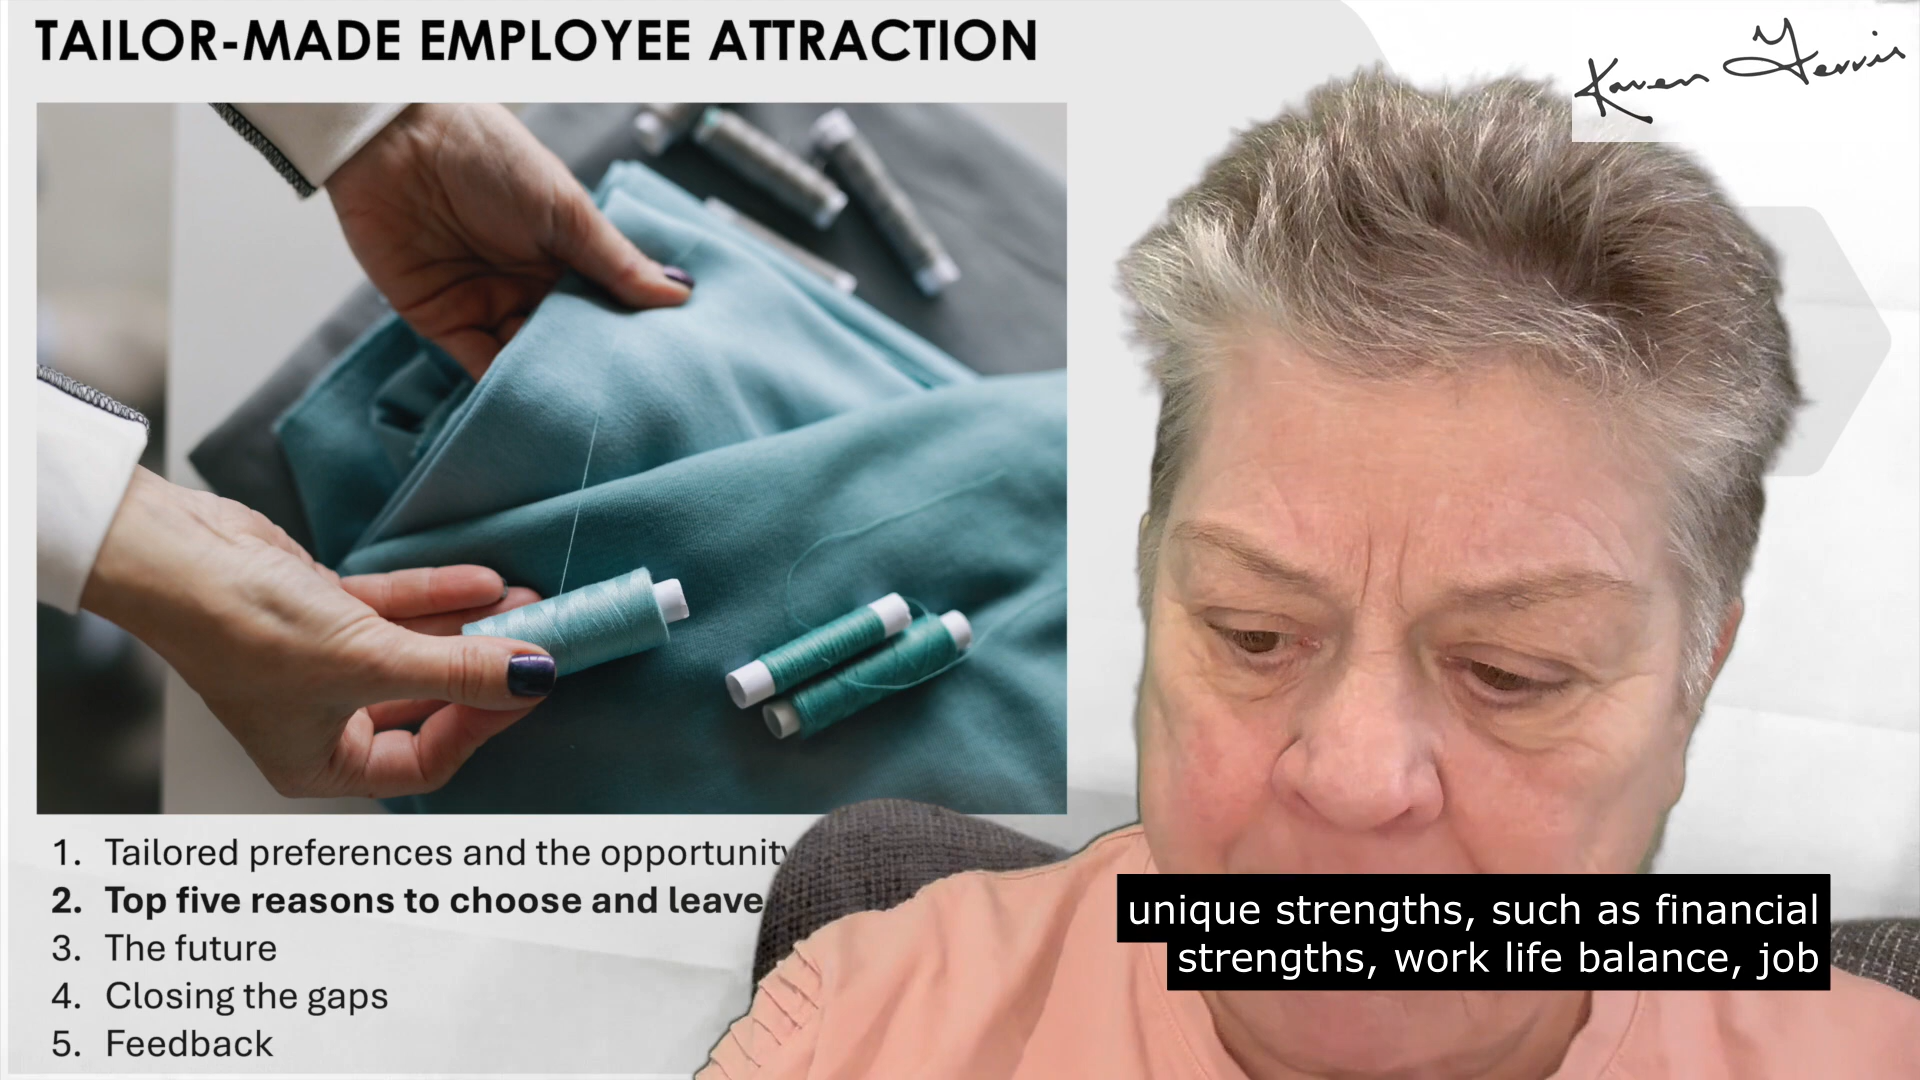 TAILOR-MADE EMPLOYEE ATTRACTION
Karen Ferris
1. Tailored preferences and the opportunity
2. Top five reasons to choose and leave
3. The future
4. Closing the gaps
5. Feedback
unique strengths, such as financial
strengths, work life balance, job